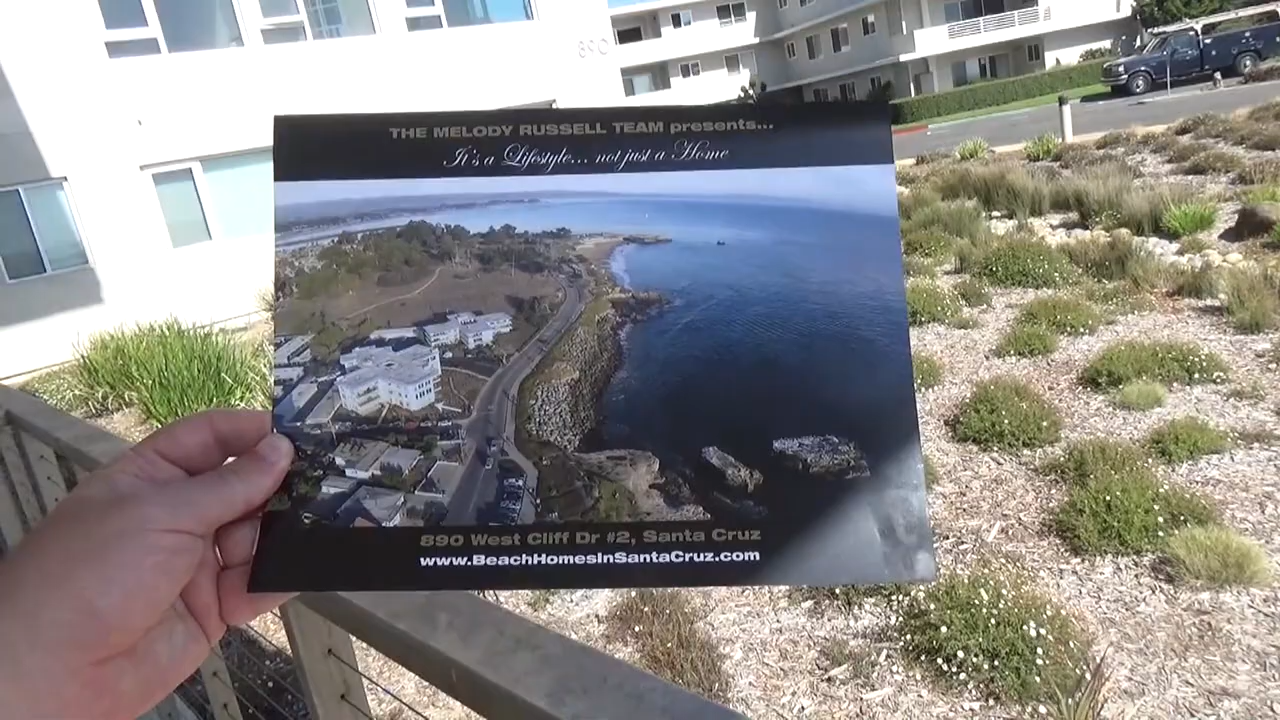 890
THE MELODY RUSSELL TEAM presents...
It's a Lifestyle... not just a Home
890 West Cliff Dr #2, Santa Cruz
www.BeachHomesInSantaCruz.com